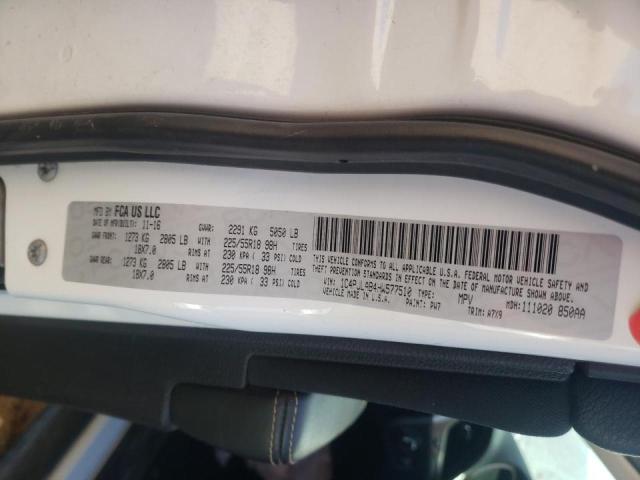 MFD BY: FCA US LLC
DATE OF MFR(BUILT): 11-16 GVWR: 2291 KG 5050 LB
GAWR FRONT: 1273 KG 2805 LB WITH 225/55R18 98H TIRES
18X7.0 RIMS AT 230 KPA ( 33 PSI) COLD
GAWR REAR: 1273 KG 2805 LB WITH 225/55R18 98H TIRES
18X7.0 RIMS AT 230 KPA ( 33 PSI) COLD
THIS VEHICLE CONFORMS TO ALL APPLICABLE U.S.A. FEDERAL MOTOR VEHICLE SAFETY AND
THEFT PREVENTION STANDARDS IN EFFECT ON THE DATE OF MANUFACTURE SHOWN ABOVE.
VIN: TYPE: MPV MDH: 111020 850AA
VEHICLE MADE IN U.S.A. PAINT: PW7 TRIM: A7X9